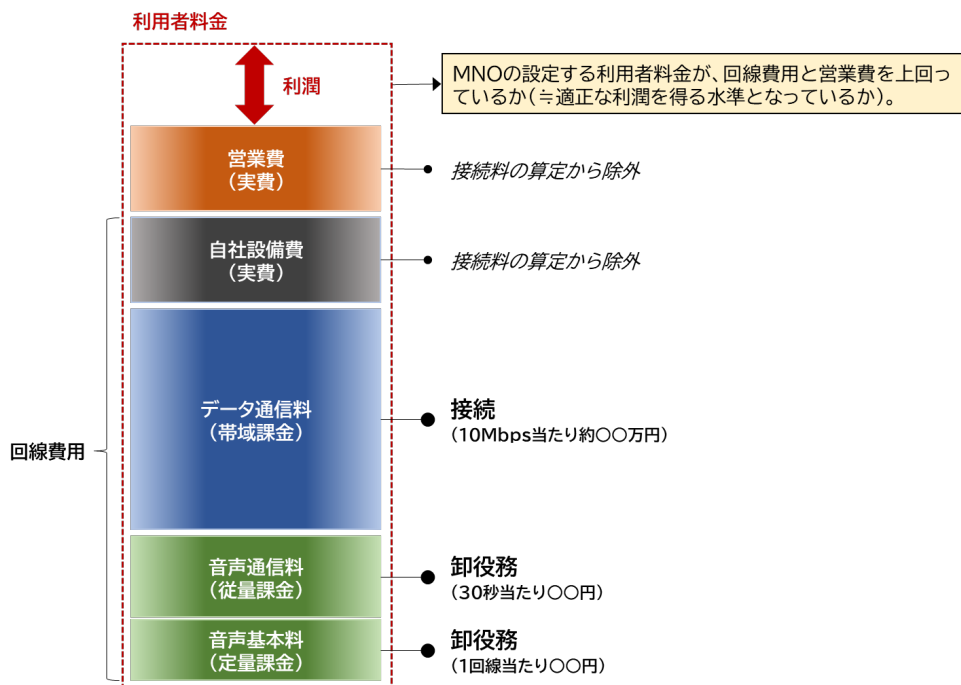 利用者料金
利潤
MNOの設定する利用者料金が、回線費用と営業費を上回っ
ているか(≒適正な利潤を得る水準となっているか)。
営業費
(実費)
接続料の算定から除外
自社設備費
(実費)
接続料の算定から除外
データ通信料
(帯域課金)
接続
(10Mbps当たり約〇〇万円)
回線費用
音声通信料
(従量課金)
卸役務
(30秒当たり〇〇円)
音声基本料
(定量課金)
卸役務
(1回線当たり〇〇円)